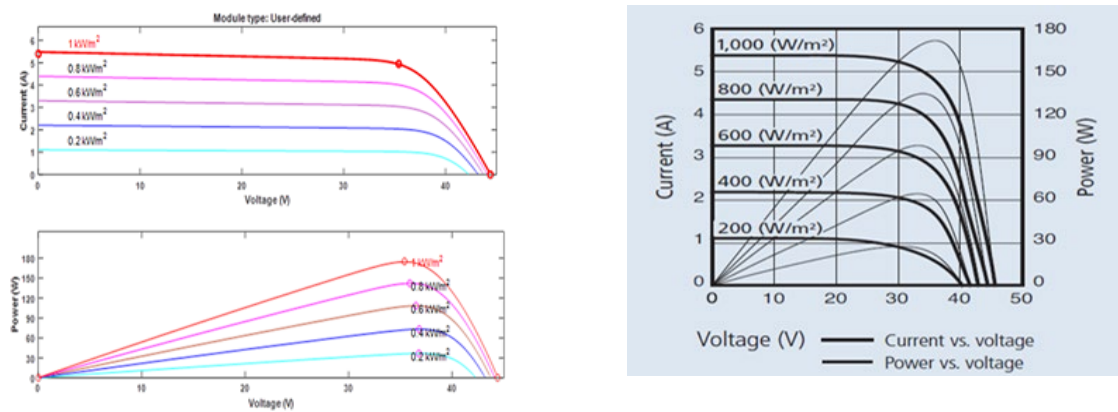 Module type: User-defined
6
5
4
3
2
1
0
Current (A)
1 kW/m²
0.8 kW/m²
0.6 kW/m²
0.4 kW/m²
0.2 kW/m²
0
10
20
30
40
Voltage (V)
180
150
120
90
60
30
0
Power (W)
1 kW/m²
0.8 kW/m²
0.6 kW/m²
0.4 kW/m²
0.2 kW/m²
0
10
20
30
40
Voltage (V)
6
5
4
3
2
1
0
Current (A)
1,000 (W/m²)
800 (W/m²)
600 (W/m²)
400 (W/m²)
200 (W/m²)
180
150
120
90
60
30
0
Power (W)
0
10
20
30
40
50
Voltage (V)
Current vs. voltage
Power vs. voltage